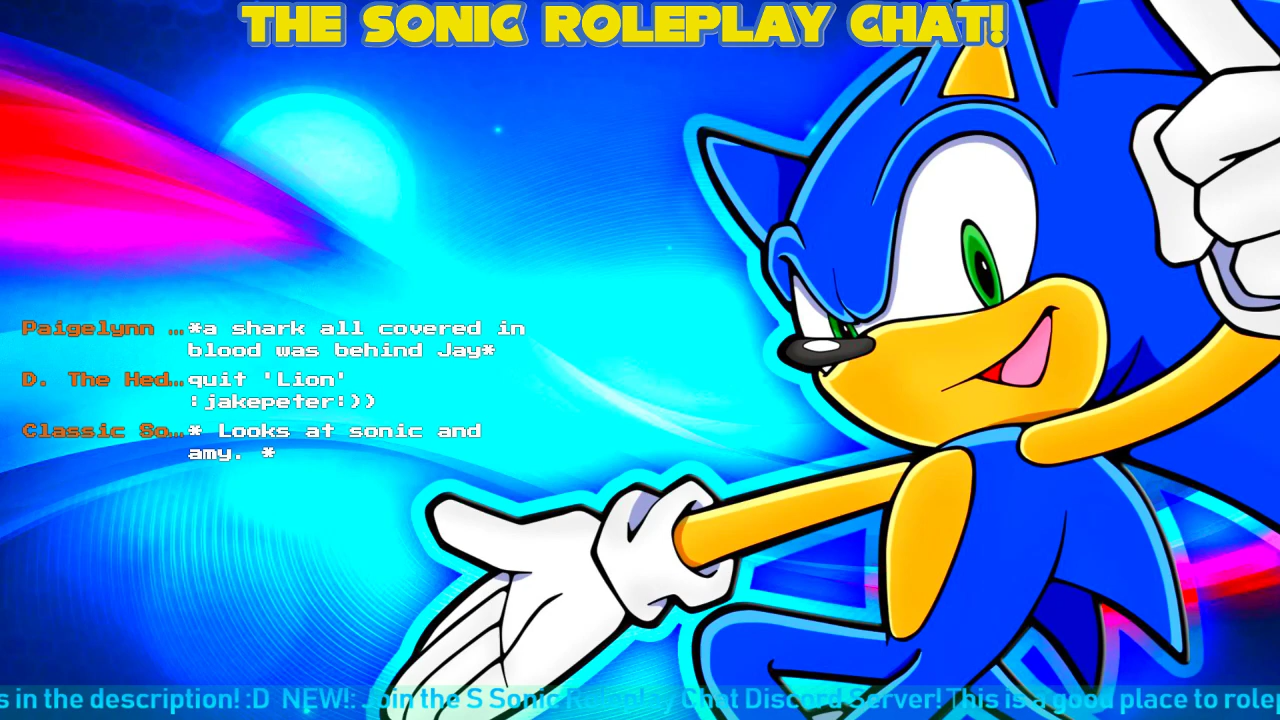 THE SONIC ROLEPLAY CHAT!
Paigelynn ... *a shark all covered in
blood was behind Jay*
D. The Hed... quit 'Lion'
:jakepeter:))
Classic So... * Looks at sonic and
amy. *
s in the description! :D NEW!: Join the S Sonic Roleplay Chat Discord Server! This is a good place to rolep